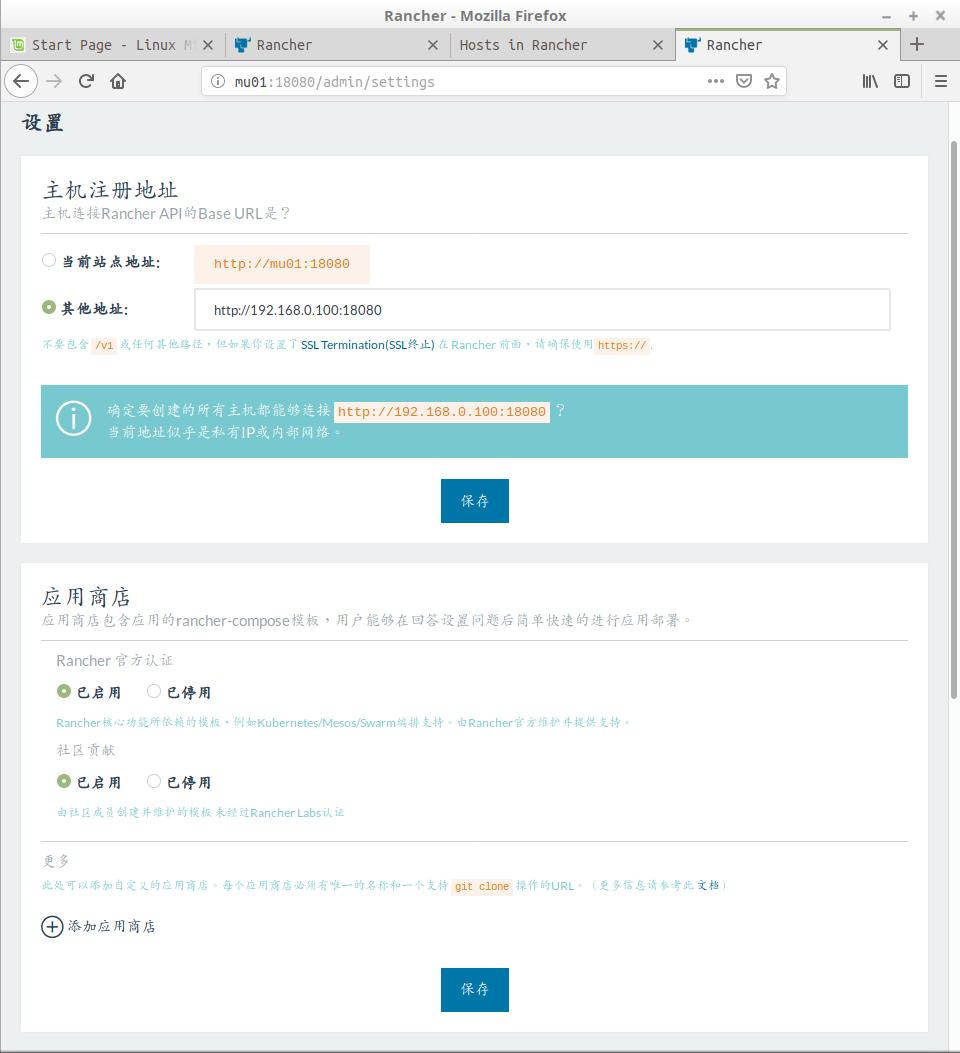 Rancher - Mozilla Firefox
Start Page - Linux M
Rancher
Hosts in Rancher
Rancher
mu01:18080/admin/settings
设置
主机注册地址
主机连接Rancher API的Base URL是？
当前站点地址: http://mu01:18080
其他地址: http://192.168.0.100:18080
不要包含 /v1 或任何其他路径，但如果你设置了 SSL Termination(SSL终止) 在 Rancher 前面，请确保使用 https:// .
确定要创建的所有主机都能够连接 http://192.168.0.100:18080 ？
当前地址似乎是私有IP或内部网络。
保存
应用商店
应用商店包含应用的rancher-compose模板，用户能够在回答设置问题后简单快速的进行应用部署。
Rancher 官方认证
已启用 已停用
Rancher核心功能所依赖的模板，例如Kubernetes/Mesos/Swarm编排支持。由Rancher官方维护并提供支持。
社区贡献
已启用 已停用
由社区成员创建并维护的模板 未经过Rancher Labs认证
更多
此处可以添加自定义的应用商店。每个应用商店必须有唯一的名称和一个支持 git clone 操作的URL。（更多信息请参考此 文档）
添加应用商店
保存